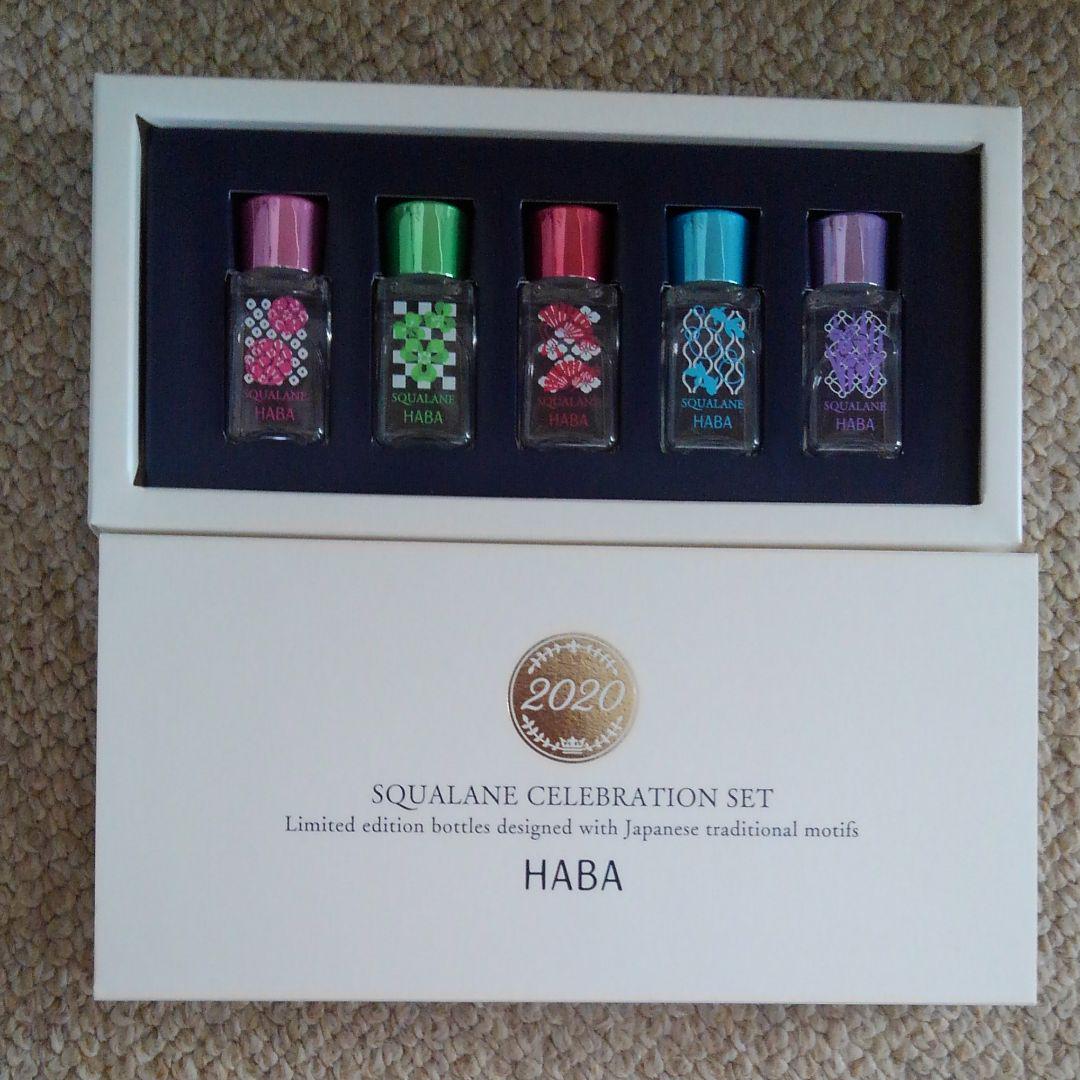 SQUALANE
HABA
SQUALANE
HABA
SQUALANE
HABA
SQUALANE
HABA
SQUALANE
HABA
2020
SQUALANE CELEBRATION SET
Limited edition bottles designed with Japanese traditional motifs
HABA